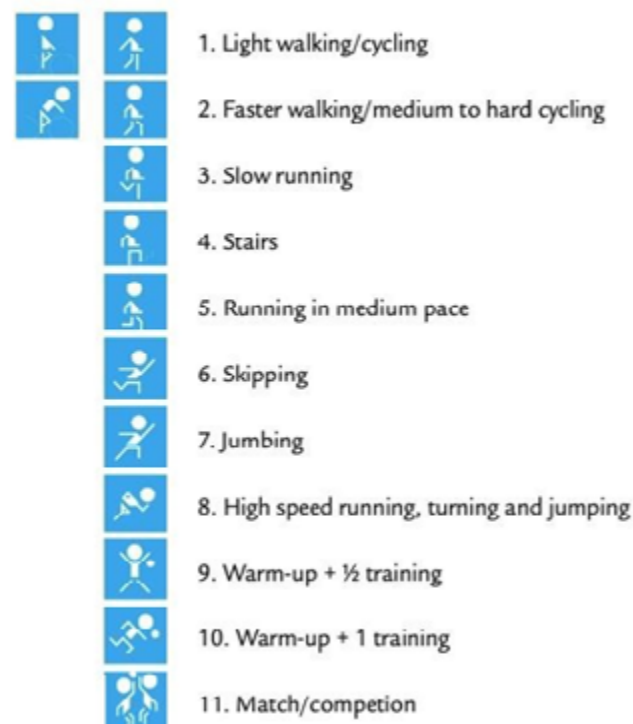 1. Light walking/cycling
2. Faster walking/medium to hard cycling
3. Slow running
4. Stairs
5. Running in medium pace
6. Skipping
7. Jumbing
8. High speed running, turning and jumping
9. Warm-up + ½ training
10. Warm-up + 1 training
11. Match/competion